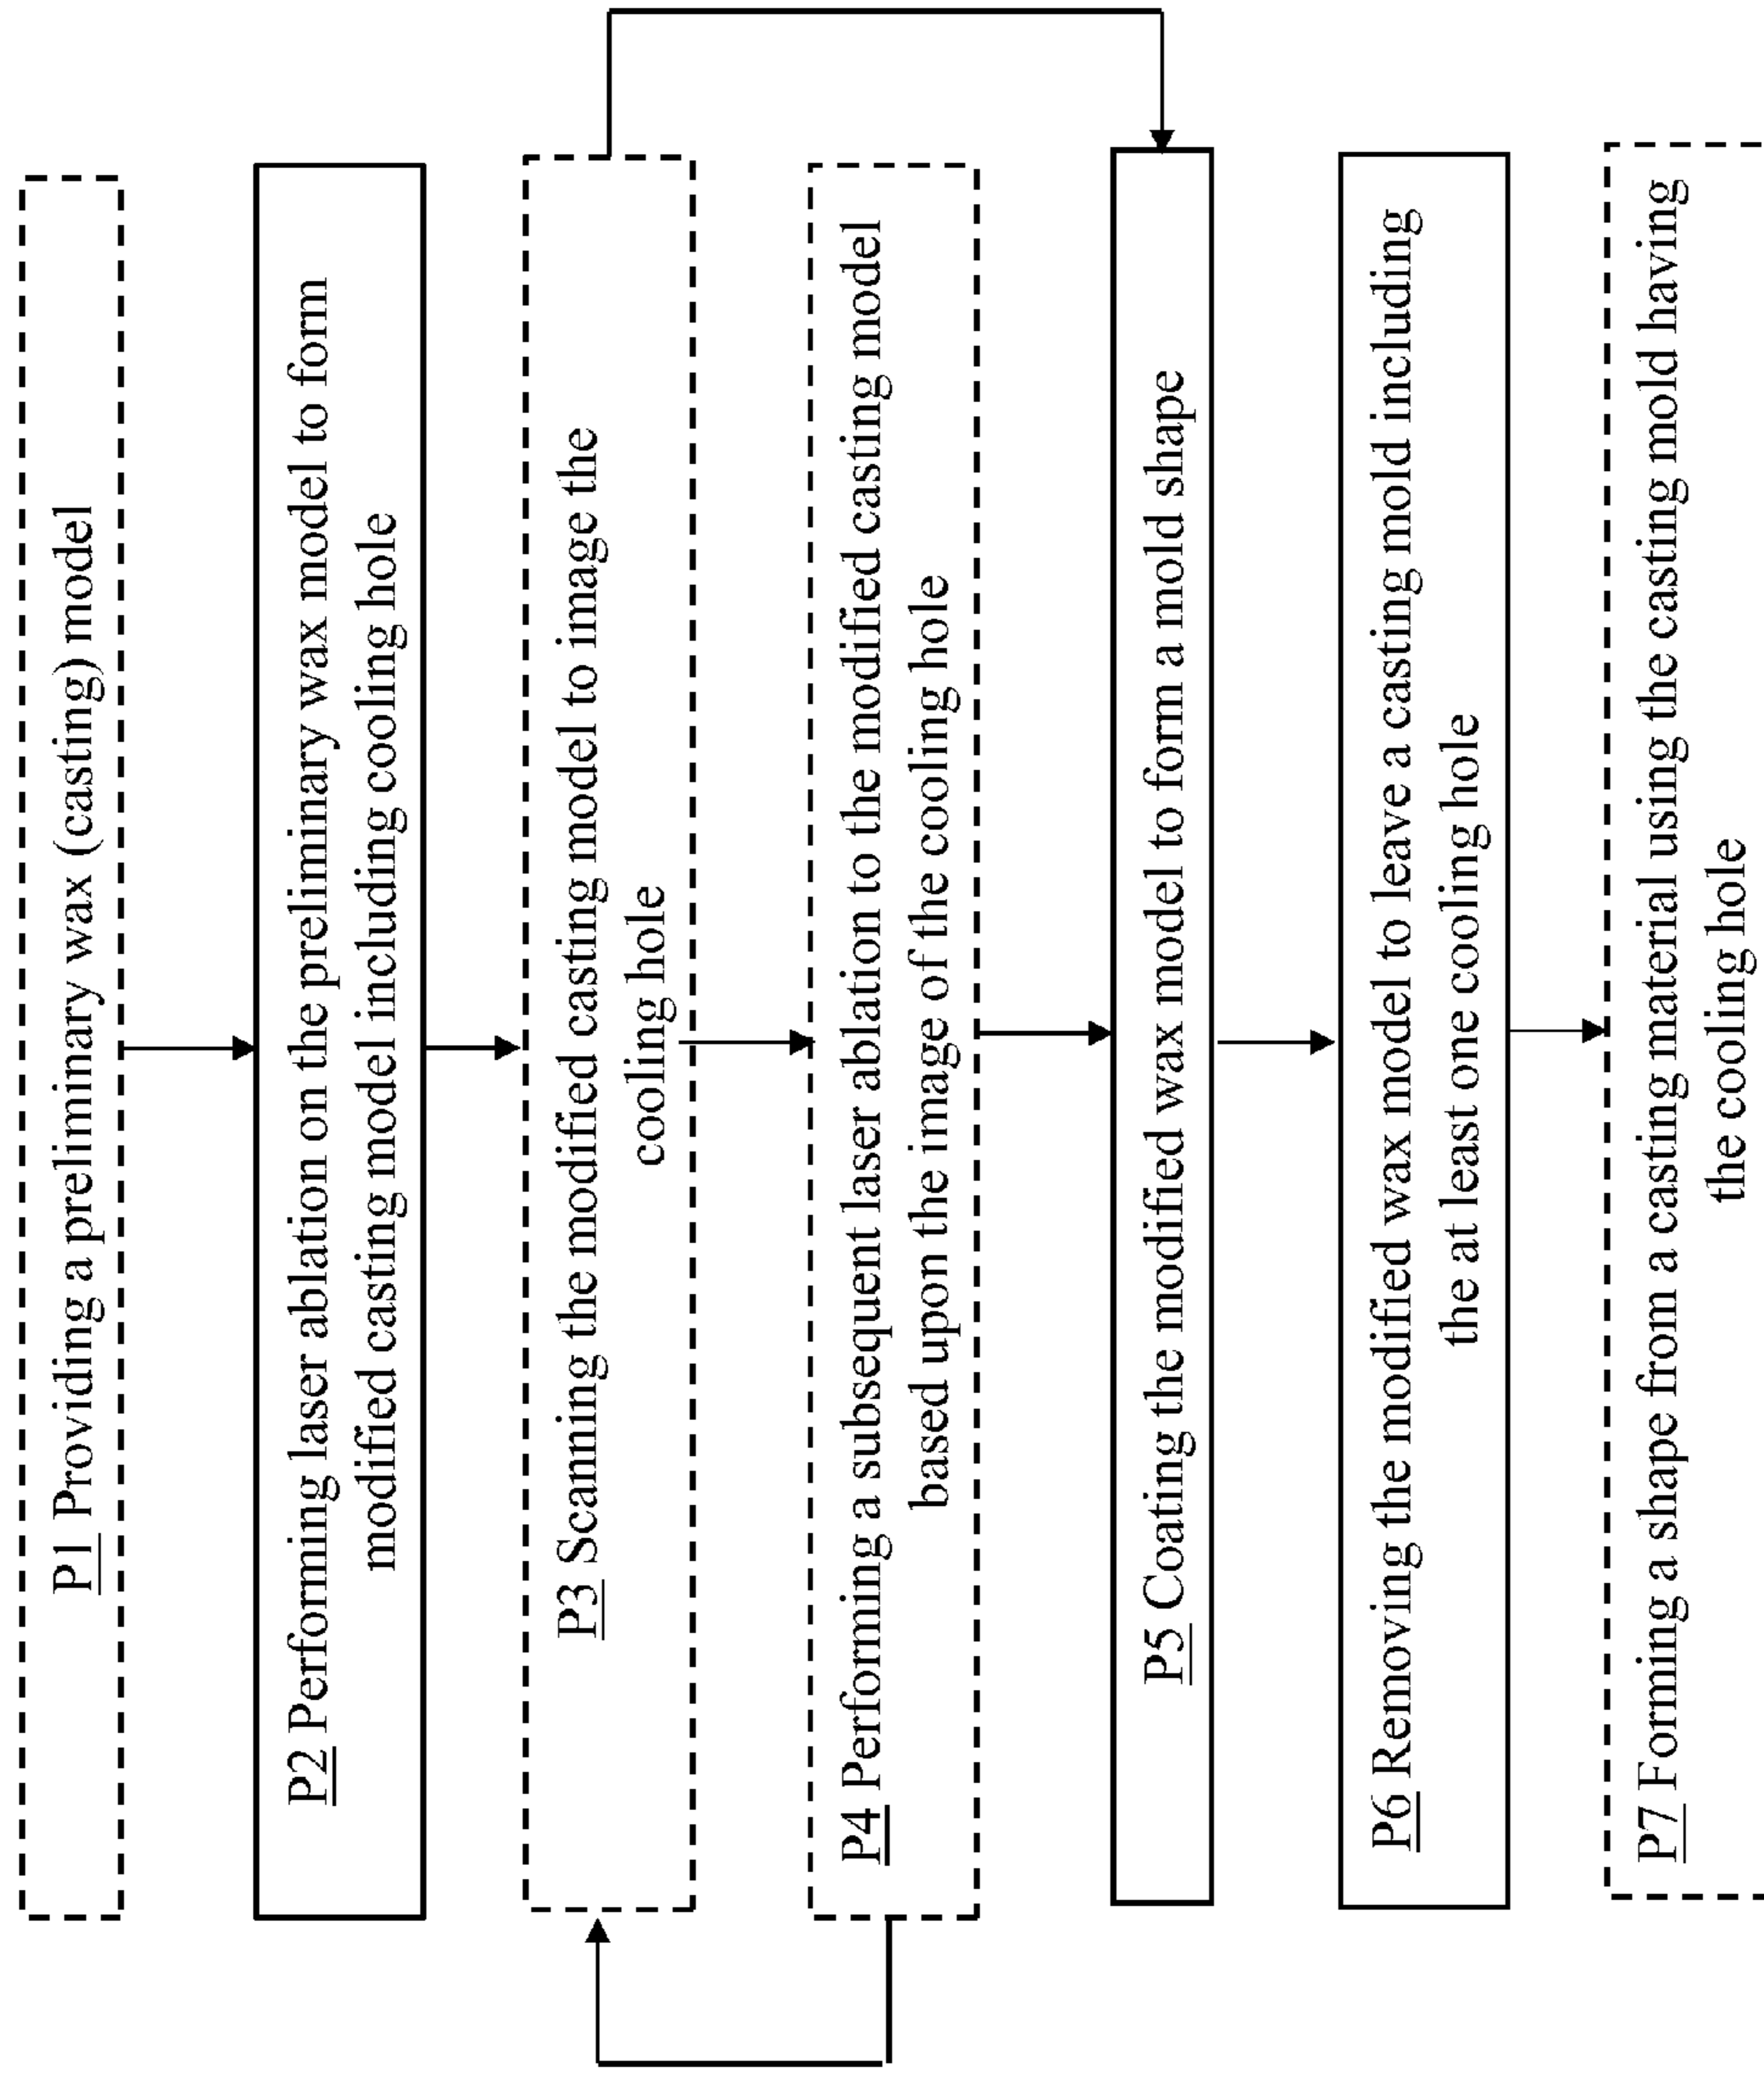 P1 Providing a preliminary wax (casting) model
P2 Performing laser ablation on the preliminary wax model to form
modified casting model including cooling hole
P3 Scanning the modified casting model to image the
cooling hole
P4 Performing a subsequent laser ablation to the modified casting model
based upon the image of the cooling hole
P5 Coating the modified wax model to form a mold shape
P6 Removing the modified wax model to leave a casting mold including
the at least one cooling hole
P7 Forming a shape from a casting material using the casting mold having
the cooling hole